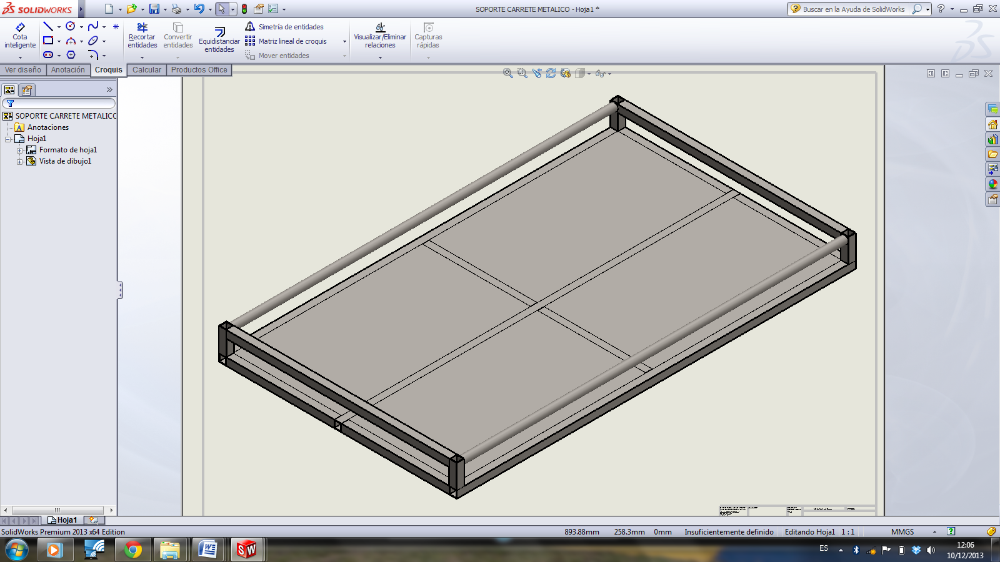 SOLIDWORKS
SOPORTE CARRETE METALICO - Hoja1 *
Buscar en la Ayuda de SolidWorks
Cota inteligente
Recortar entidades
Convertir entidades
Equidistanciar entidades
Simetría de entidades
Matriz lineal de croquis
Mover entidades
Visualizar/Eliminar relaciones
Capturas rápidas
Ver diseño
Anotación
Croquis
Calcular
Productos Office
SOPORTE CARRETE METALICO
Anotaciones
Hoja1
Formato de hoja1
Vista de dibujo1
Hoja1
SolidWorks Premium 2013 x64 Edition
893.88mm
258.3mm
0mm
Insuficientemente definido
Editando Hoja1
1 : 1
MMGS
ES
12:06
10/12/2013